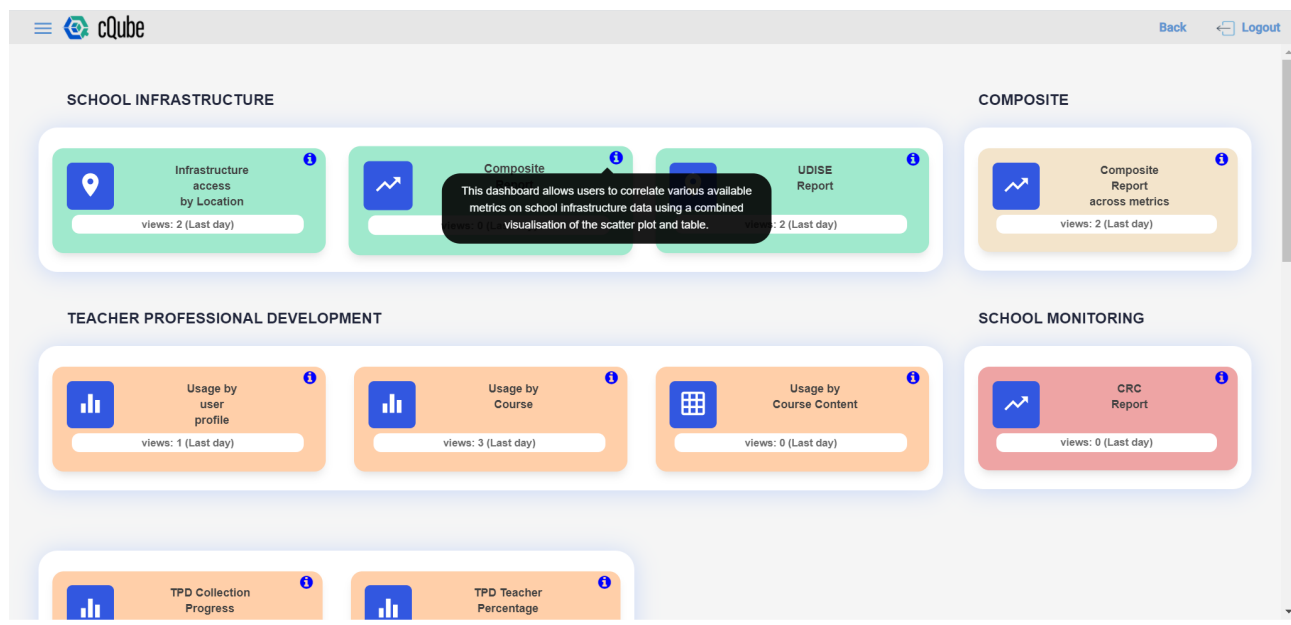 cQube
Back
Logout
SCHOOL INFRASTRUCTURE
COMPOSITE
Infrastructure
access
by Location
views: 2 (Last day)
Composite
This dashboard allows users to correlate various available
metrics on school infrastructure data using a combined
visualisation of the scatter plot and table.
UDISE
Report
views: 2 (Last day)
Composite
Report
across metrics
views: 2 (Last day)
TEACHER PROFESSIONAL DEVELOPMENT
SCHOOL MONITORING
Usage by
user
profile
views: 1 (Last day)
Usage by
Course
views: 3 (Last day)
Usage by
Course Content
views: 0 (Last day)
CRC
Report
views: 0 (Last day)
TPD Collection
Progress
TPD Teacher
Percentage